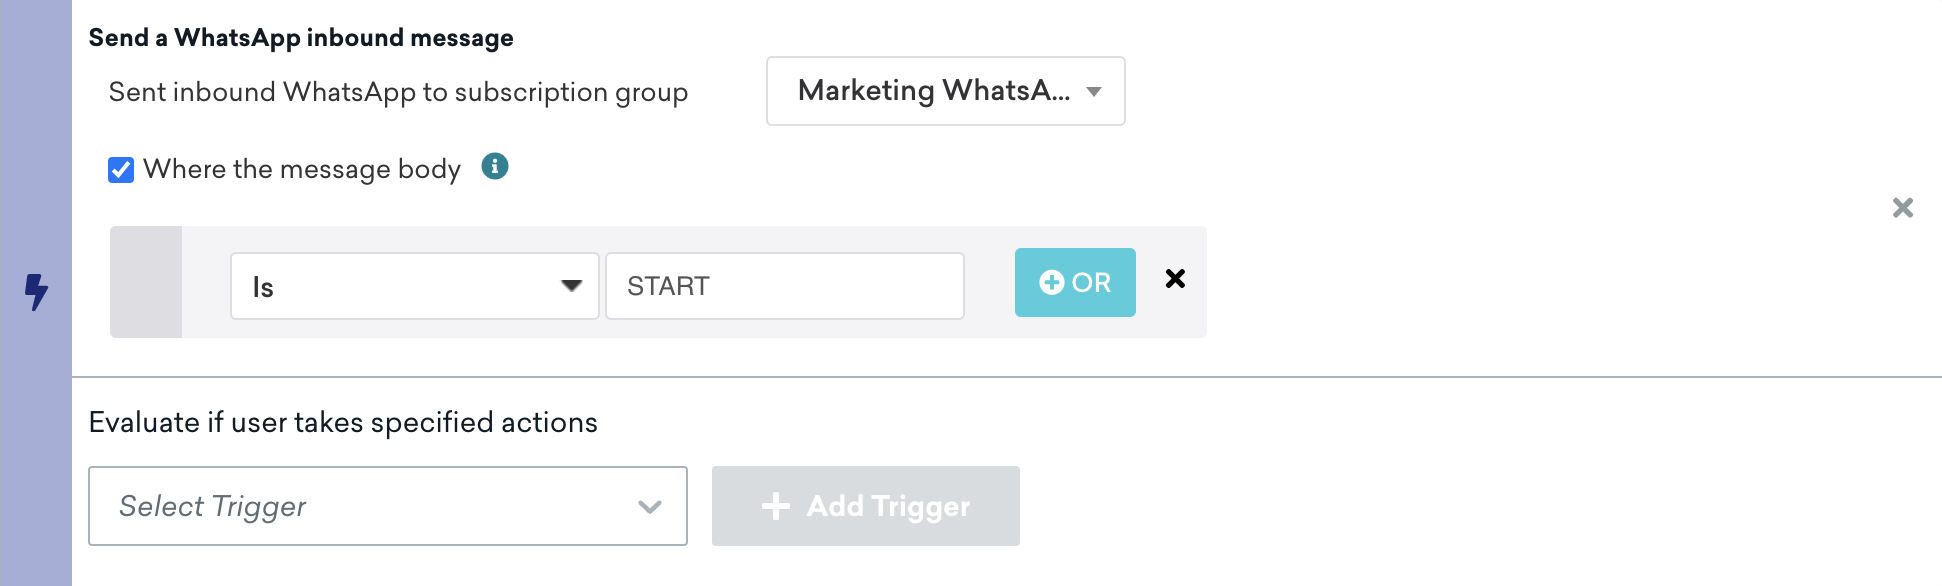 Send a WhatsApp inbound message
Sent inbound WhatsApp to subscription group
Marketing WhatsA...
Where the message body
Is
START
OR
Evaluate if user takes specified actions
Select Trigger
Add Trigger